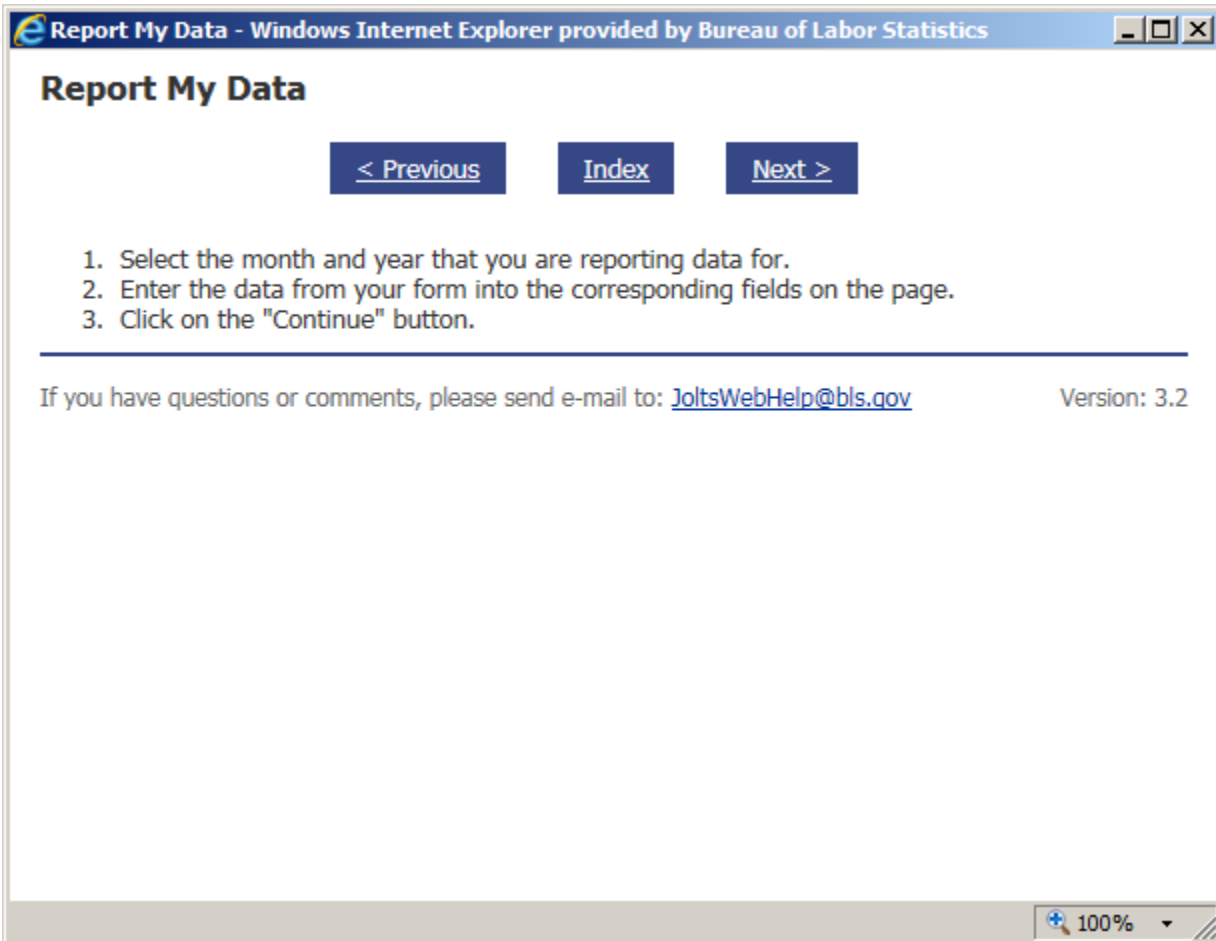 Report My Data - Windows Internet Explorer provided by Bureau of Labor Statistics
Report My Data
< Previous Index Next >
1. Select the month and year that you are reporting data for.
2. Enter the data from your form into the corresponding fields on the page.
3. Click on the "Continue" button.
If you have questions or comments, please send e-mail to: JoltsWebHelp@bls.gov Version: 3.2
100%